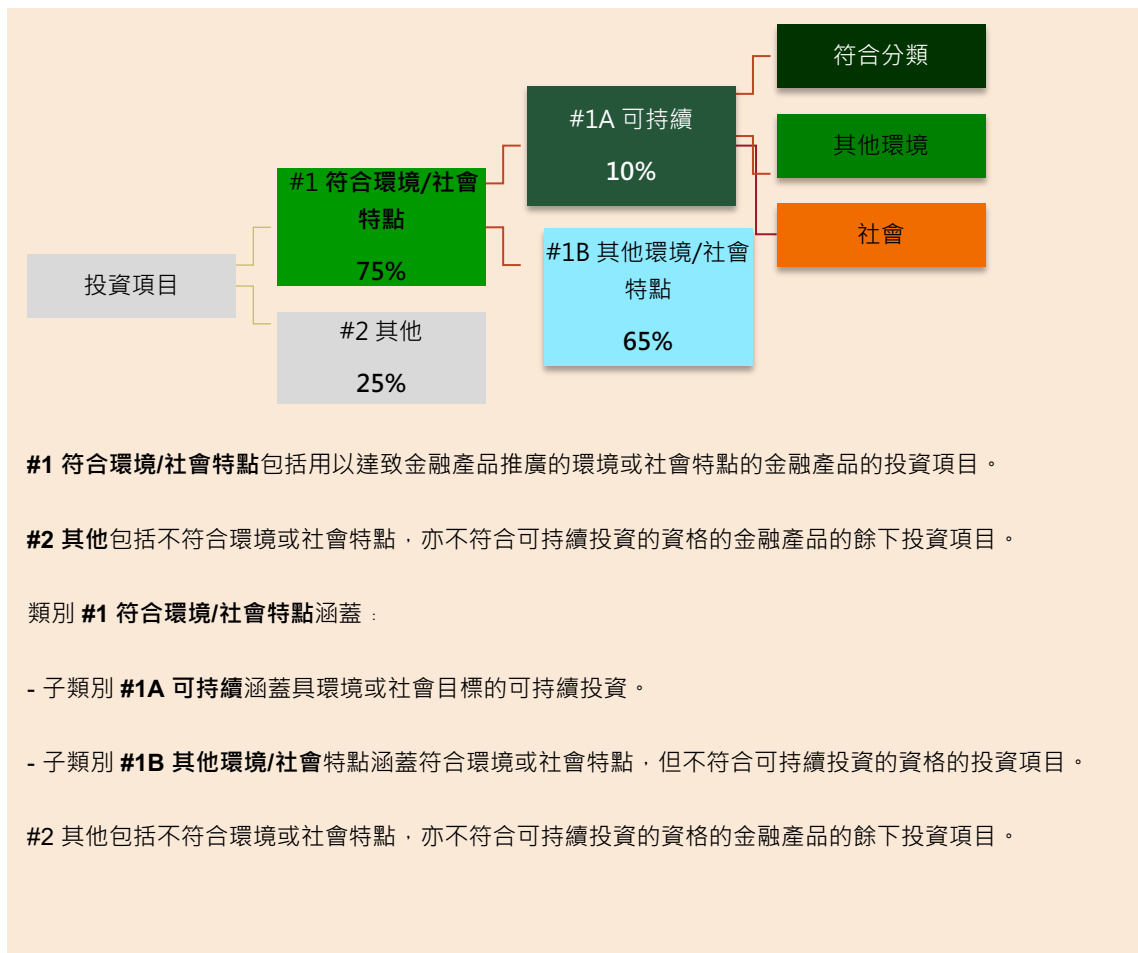 符合分類
#1A 可持續
10%
其他環境
#1 符合環境/社會
特點
75%
社會
#1B 其他環境/社會
特點
65%
投資項目
#2 其他
25%
#1 符合環境/社會特點包括用以達致金融產品推廣的環境或社會特點的金融產品的投資項目。
#2 其他包括不符合環境或社會特點，亦不符合可持續投資的資格的金融產品的餘下投資項目。
類別 #1 符合環境/社會特點涵蓋：
- 子類別 #1A 可持續涵蓋具環境或社會目標的可持續投資。
- 子類別 #1B 其他環境/社會特點涵蓋符合環境或社會特點，但不符合可持續投資的資格的投資項目。
#2 其他包括不符合環境或社會特點，亦不符合可持續投資的資格的金融產品的餘下投資項目。